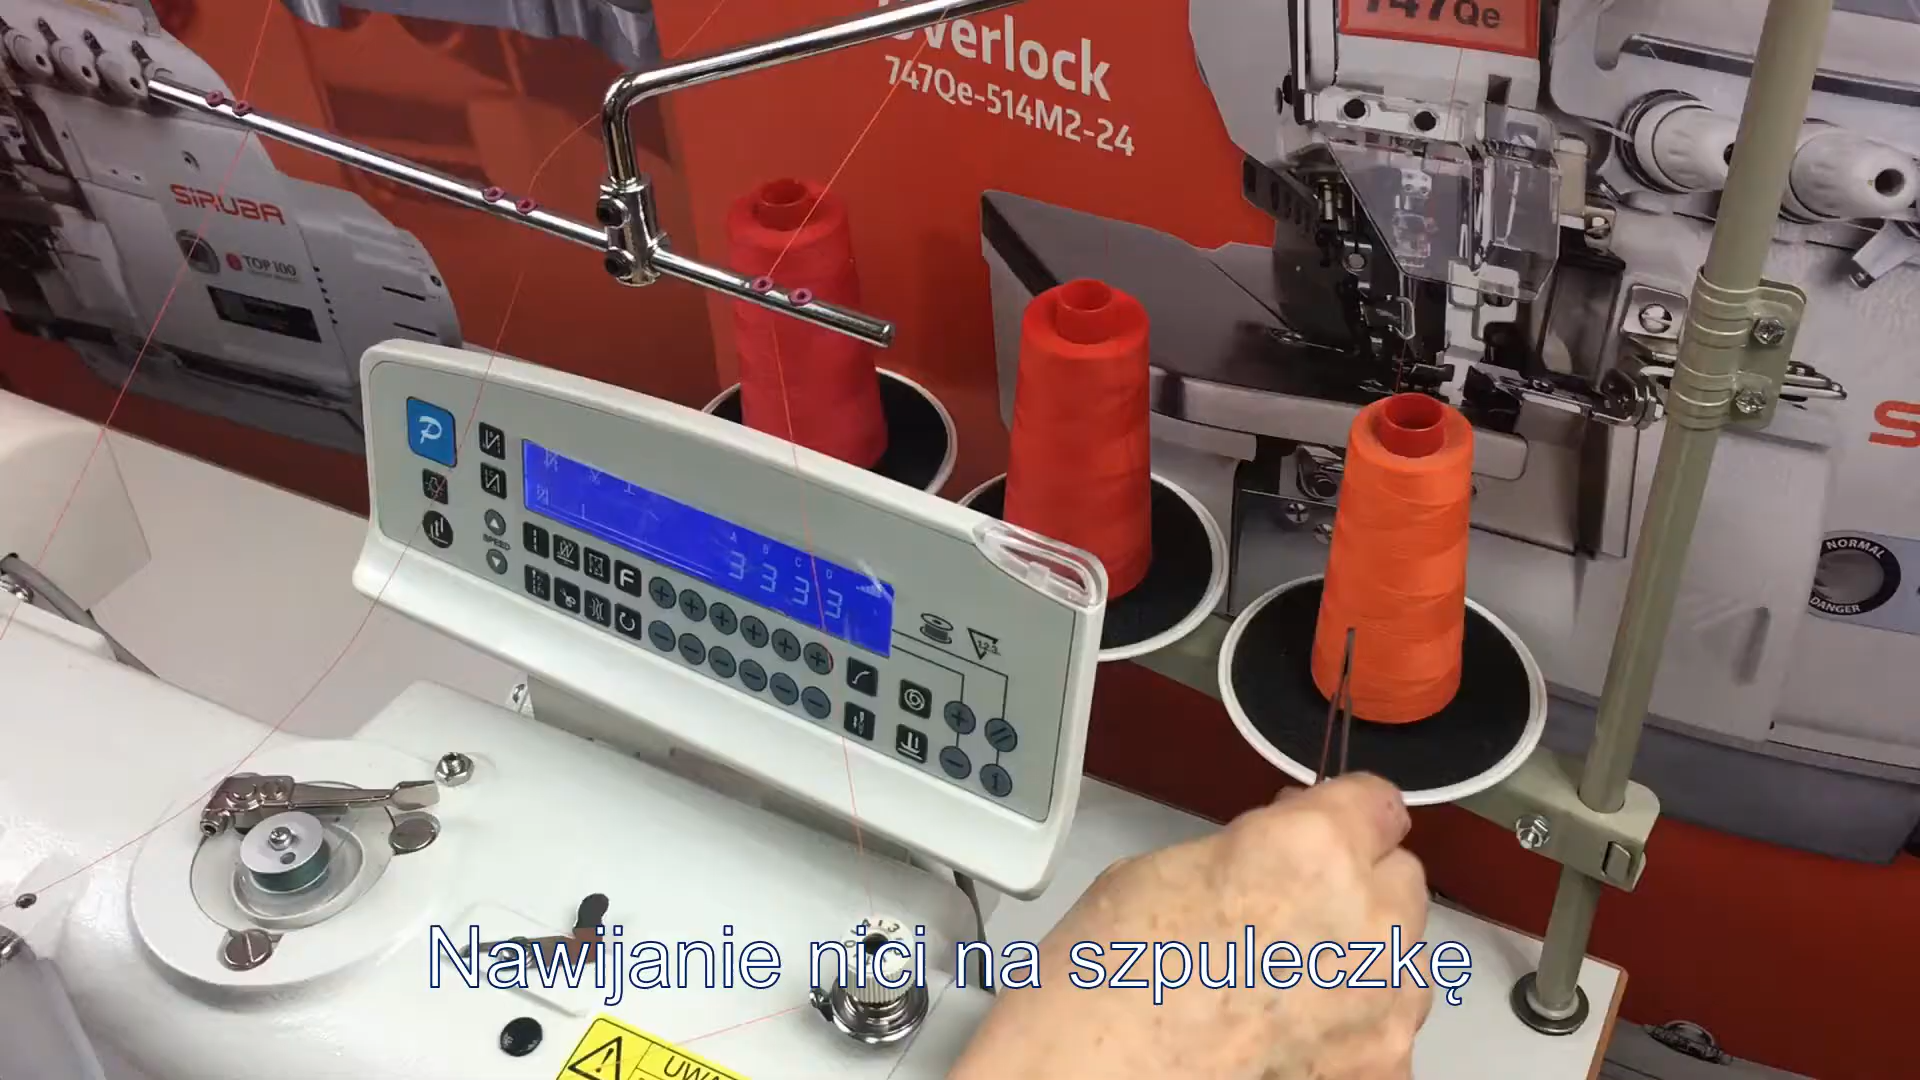 747Qe
overlock
747Qe-514M2-24
SiRUBA
TOP 100
P
SPEED
A B C D
3 3 3 3
F
123
NORMAL
DANGER
S
Nawijanie nici na szpuleczkę
UWA